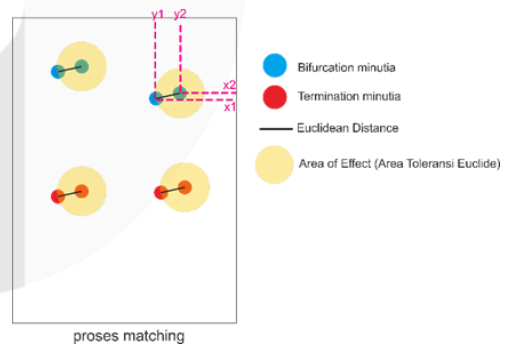 y1 y2
x2
x1
Bifurcation minutia
Termination minutia
Euclidean Distance
Area of Effect (Area Toleransi Euclide)
proses matching